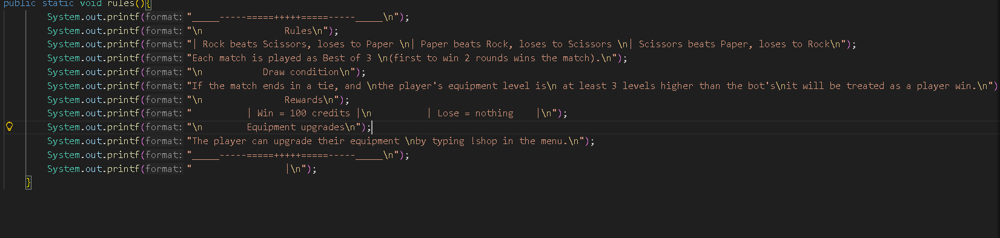 public static void rules(){
System.out.printf(format: "_____-----=====+++++=====-----_____\n");
System.out.printf(format: "\n               Rules\n");
System.out.printf(format: "| Rock beats Scissors, loses to Paper \n| Paper beats Rock, loses to Scissors \n| Scissors beats Paper, loses to Rock\n");
System.out.printf(format: "Each match is played as Best of 3 \n(first to win 2 rounds wins the match).\n");
System.out.printf(format: "\n           Draw condition\n");
System.out.printf(format: "If the match ends in a tie, and \nthe player's equipment level is\n at least 3 levels higher than the bot's\nit will be treated as a player win.\n")
System.out.printf(format: "\n               Rewards\n");
System.out.printf(format: "          | Win = 100 credits |\n          | Lose = nothing    |\n");
System.out.printf(format: "\n        Equipment upgrades\n");
System.out.printf(format: "The player can upgrade their equipment \nby typing !shop in the menu.\n");
System.out.printf(format: "_____-----=====+++++=====-----_____\n");
System.out.printf(format: "                 |\n");
}